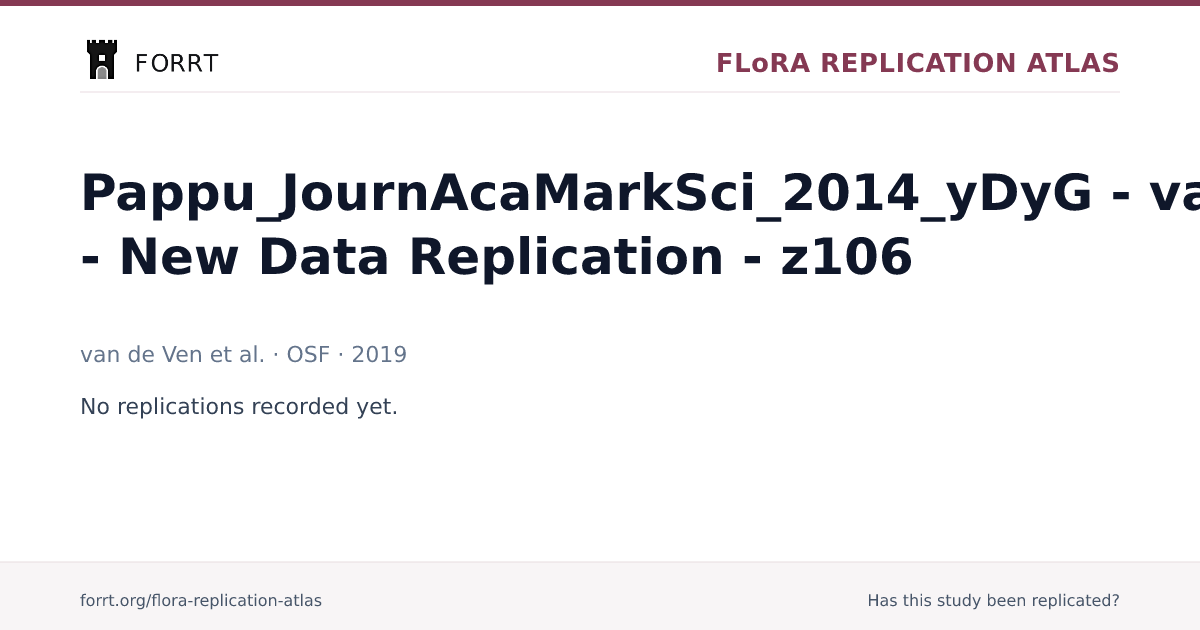 FORRT
FLoRA REPLICATION ATLAS
Pappu_JournAcaMarkSci_2014_yDyG - va
- New Data Replication - z106
van de Ven et al. · OSF · 2019
No replications recorded yet.
forrt.org/flora-replication-atlas
Has this study been replicated?